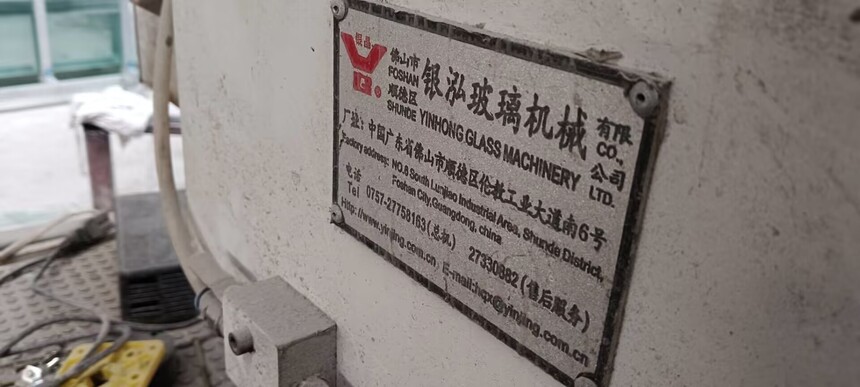 银晶
佛山市 FOSHAN
顺德区 SHUNDE
银泓玻璃机械
YINHONG GLASS MACHINERY
有限 CO.,
公司 LTD.
厂址：中国广东省佛山市顺德区伦教工业大道南6号
Factory address: NO.6 South Lunjiao Industrial Area, Shunde District,
Foshan City,Guangdong, china
电话
Tel 0757-27758163(总机) 27330882(售后服务)
Http://www.yinjing.com.cn E-mail:hqx@yinjing.com.cn